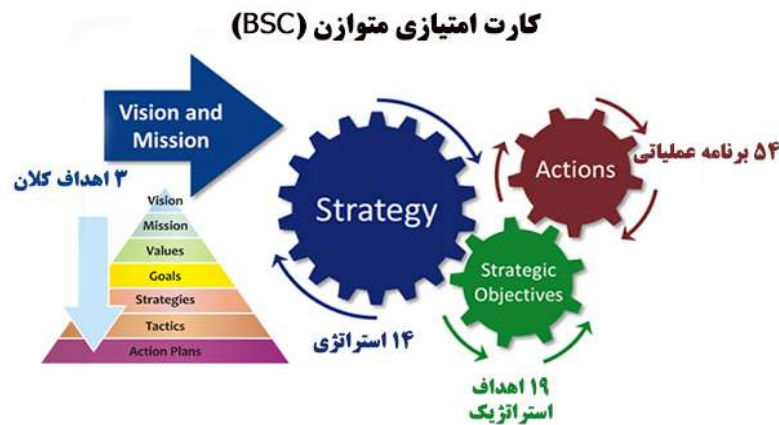 کارت امتیازی متوازن (BSC)
Vision and
Mission
۳ اهداف کلان
Vision
Mission
Values
Goals
Strategies
Tactics
Action Plans
Strategy
۱۴ استراتژی
Actions
۵۴ برنامه عملیاتی
Strategic
Objectives
۱۹ اهداف
استراتژیک